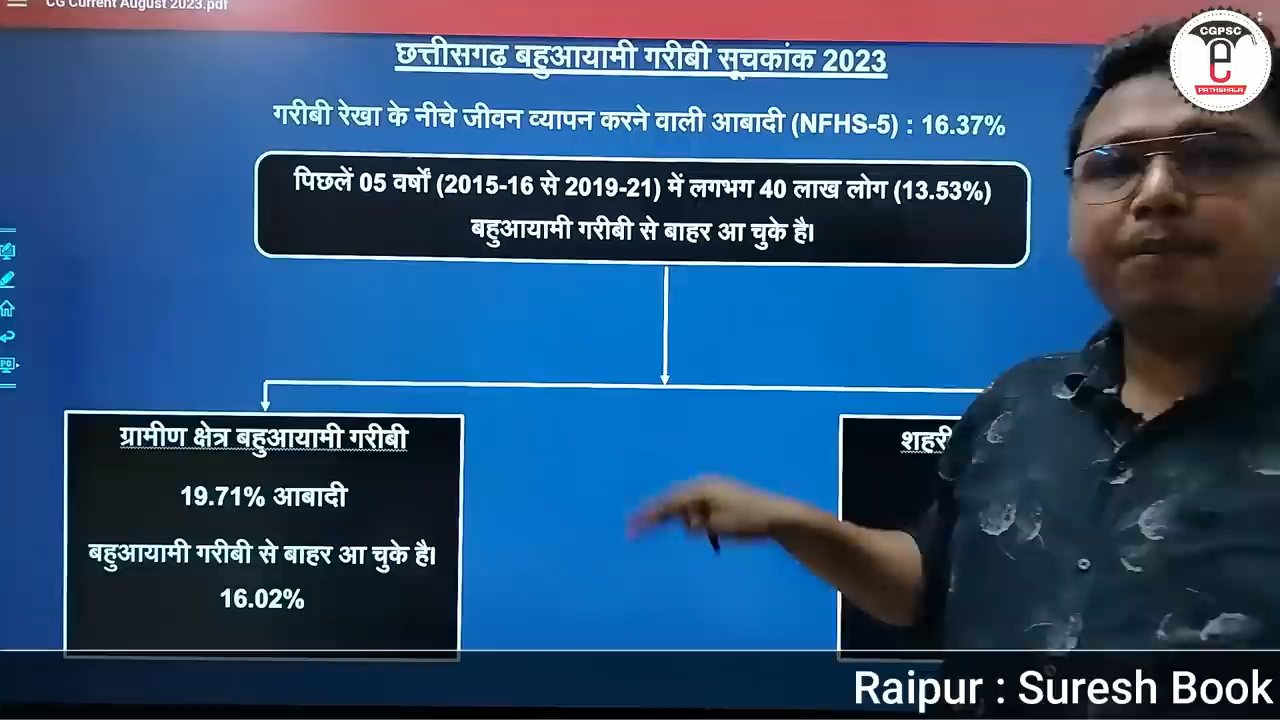 CG Current August 2023.pdf
CGPSC
e
PATHSHALA
छत्तीसगढ़ बहुआयामी गरीबी सूचकांक 2023
गरीबी रेखा के नीचे जीवन व्यापन करने वाली आबादी (NFHS-5) : 16.37%
पिछलें 05 वर्षों (2015-16 से 2019-21) में लगभग 40 लाख लोग (13.53%)
बहुआयामी गरीबी से बाहर आ चुके है।
ग्रामीण क्षेत्र बहुआयामी गरीबी
19.71% आबादी
बहुआयामी गरीबी से बाहर आ चुके है।
16.02%
शहरी
Raipur : Suresh Book